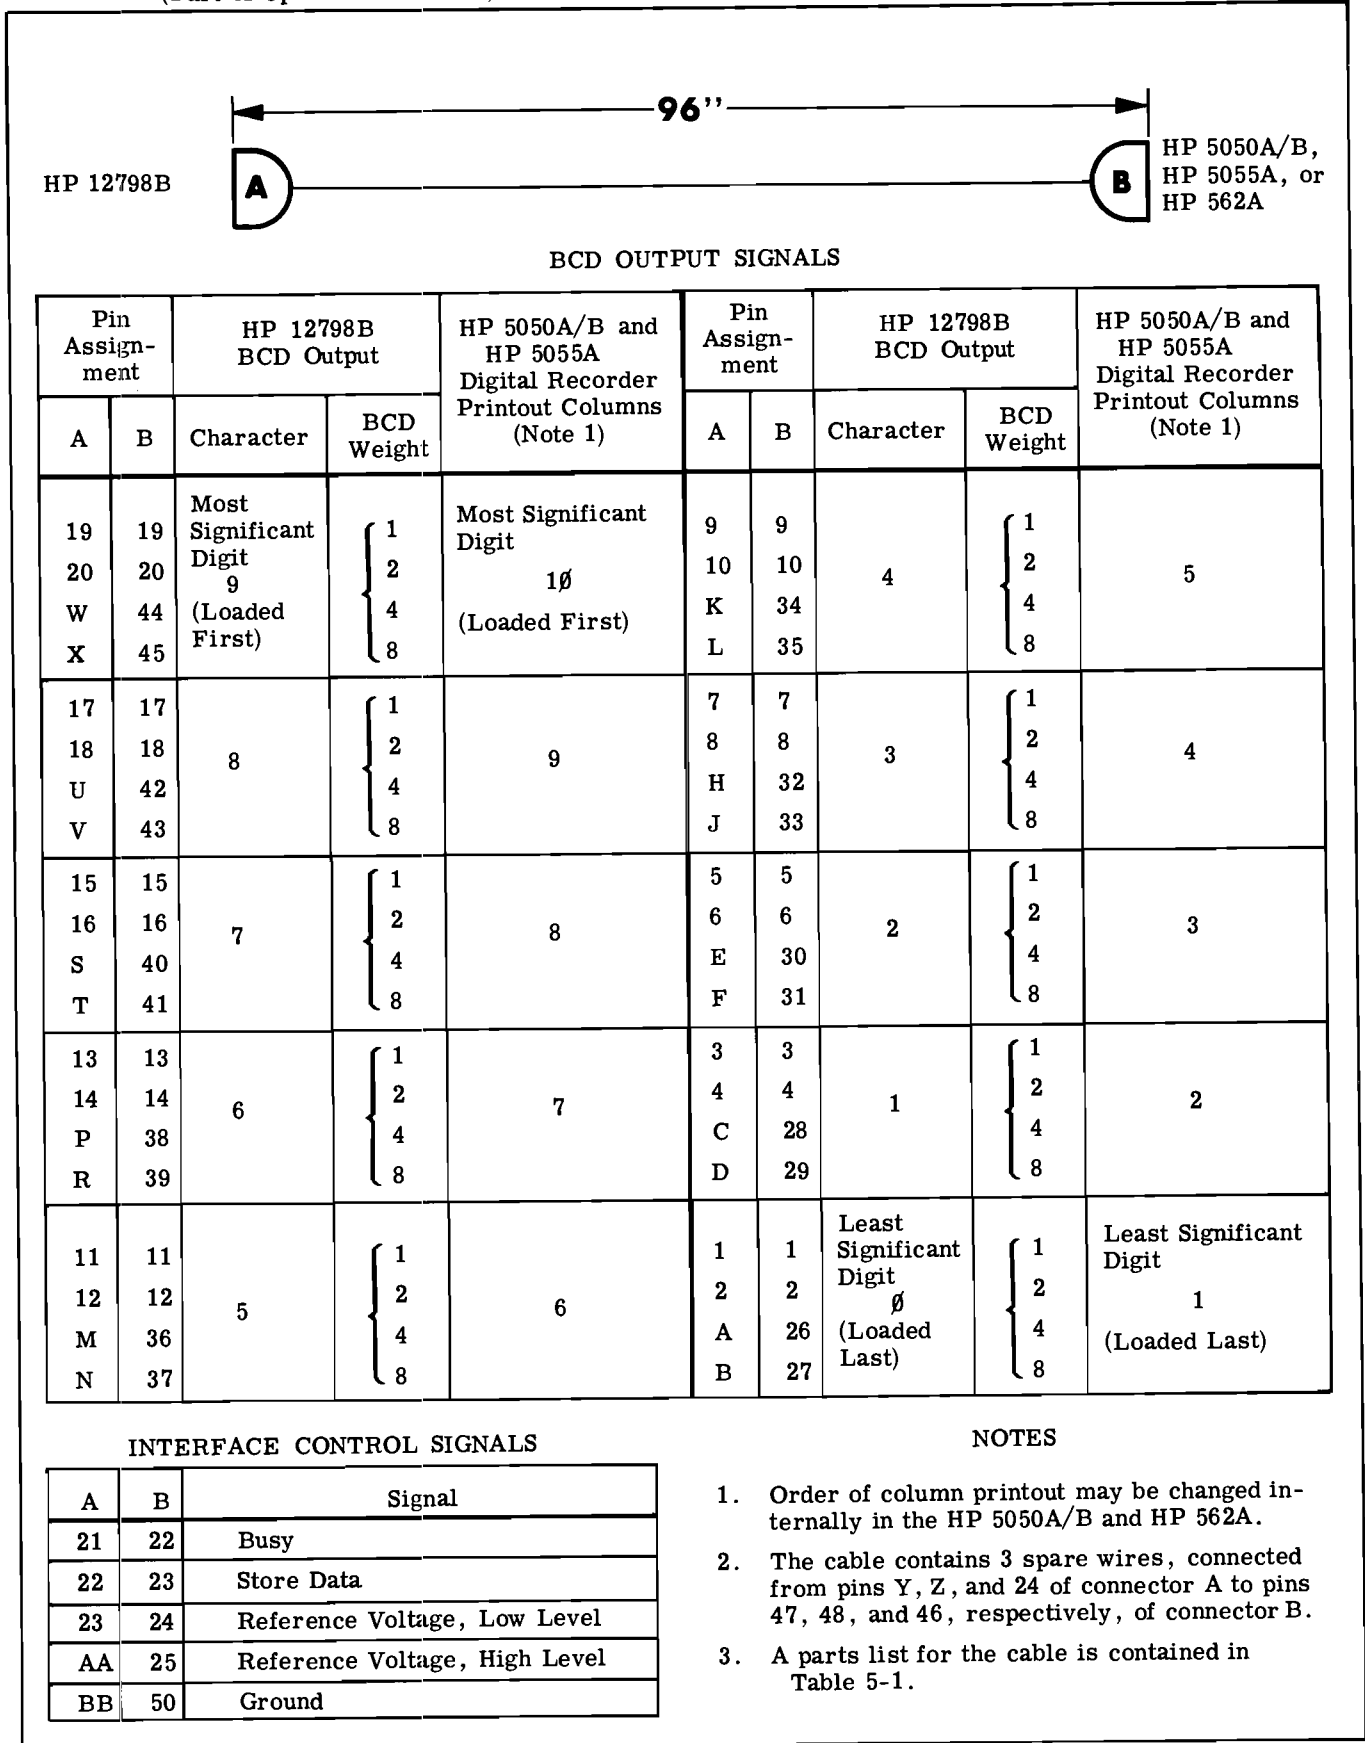 96''
HP 12798B
A
B
HP 5050A/B,
HP 5055A, or
HP 562A
BCD OUTPUT SIGNALS
Pin
Assign-
ment
HP 12798B
BCD Output
HP 5050A/B and
HP 5055A
Digital Recorder
Printout Columns
(Note 1)
Pin
Assign-
ment
HP 12798B
BCD Output
HP 5050A/B and
HP 5055A
Digital Recorder
Printout Columns
(Note 1)
A B Character BCD Weight A B Character BCD Weight
Most
Significant
Digit
9
(Loaded
First)
Most Significant
Digit
1Ø
(Loaded First)
19 19 1 9 9 1
20 20 2 10 10 4 2 5
W 44 4 K 34 4
X 45 8 L 35 8
17 17 1 7 7 1
18 18 8 2 9 8 8 3 2 4
U 42 4 H 32 4
V 43 8 J 33 8
15 15 1 5 5 1
16 16 7 2 8 6 6 2 2 3
S 40 4 E 30 4
T 41 8 F 31 8
13 13 1 3 3 1
14 14 6 2 7 4 4 1 2 2
P 38 4 C 28 4
R 39 8 D 29 8
11 11 1 1 1 1
12 12 5 2 6 2 2 2
M 36 4 A 26 4
N 37 8 B 27 8
Least
Significant
Digit
Ø
(Loaded
Last)
Least Significant
Digit
1
(Loaded Last)
INTERFACE CONTROL SIGNALS
A B Signal
21 22 Busy
22 23 Store Data
23 24 Reference Voltage, Low Level
AA 25 Reference Voltage, High Level
BB 50 Ground
NOTES
1. Order of column printout may be changed in-
ternally in the HP 5050A/B and HP 562A.
2. The cable contains 3 spare wires, connected
from pins Y, Z, and 24 of connector A to pins
47, 48, and 46, respectively, of connector B.
3. A parts list for the cable is contained in
Table 5-1.